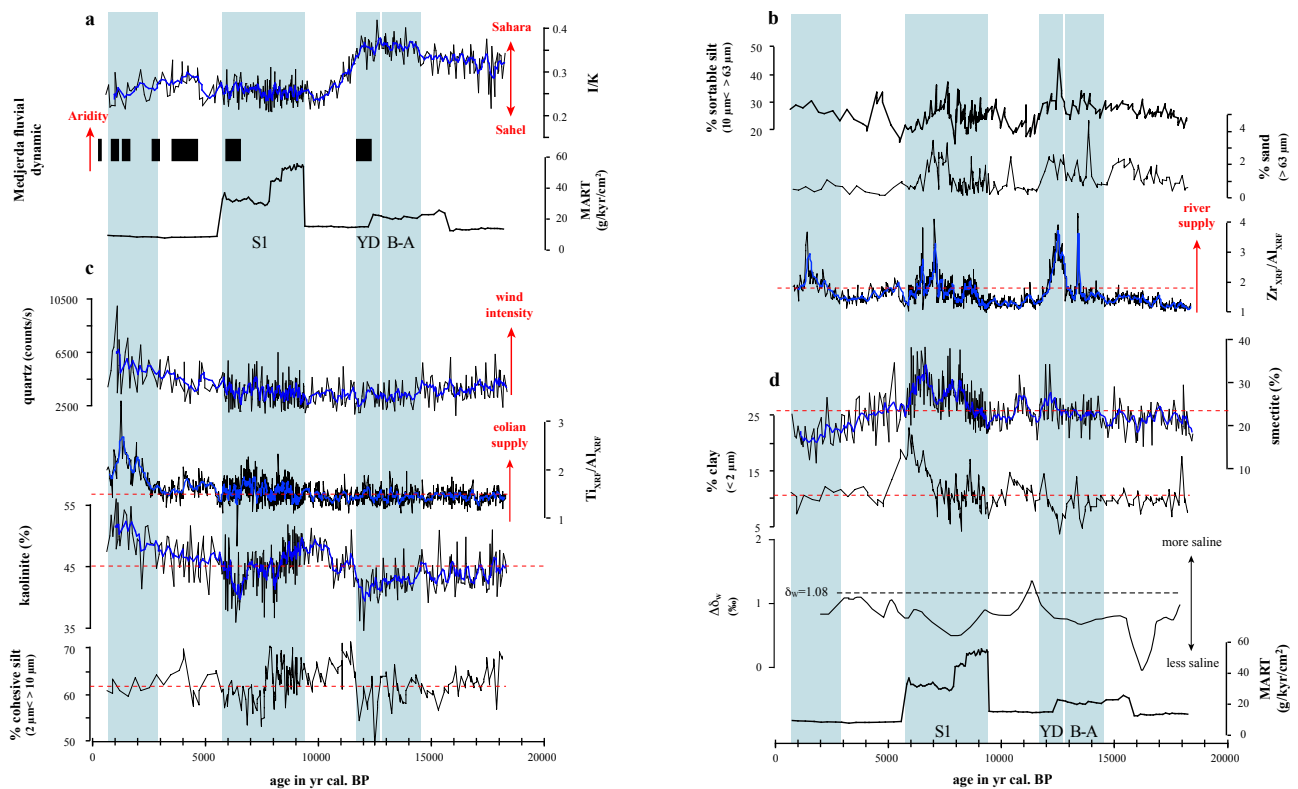 a
Sahara
0.4
0.3
0.2
I/K
Sahel
Aridity
Medjerda fluvial
dynamic
60
40
20
0
MART
(g/kyr/cm²)
S1
YD
B-A
c
10500
6500
2500
quartz (counts/s)
wind
intensity
3
2
1
Ti_XRF/Al_XRF
eolian
supply
55
45
35
kaolinite (%)
70
60
50
% cohesive silt
(2 µm< > 10 µm)
0
5000
10000
15000
20000
age in yr cal. BP
b
50
40
30
20
% sortable silt
(10 µm< > 63 µm)
4
2
0
% sand
(> 63 µm)
river
supply
4
3
2
1
Zr_XRF/Al_XRF
d
40
30
20
10
smectite (%)
25
15
5
% clay
(< 2 µm)
2
1
0
Δδw
(‰)
δw=1.08
more saline
less saline
60
40
20
0
MART
(g/kyr/cm²)
S1
YD
B-A
0
5000
10000
15000
20000
age in yr cal. BP